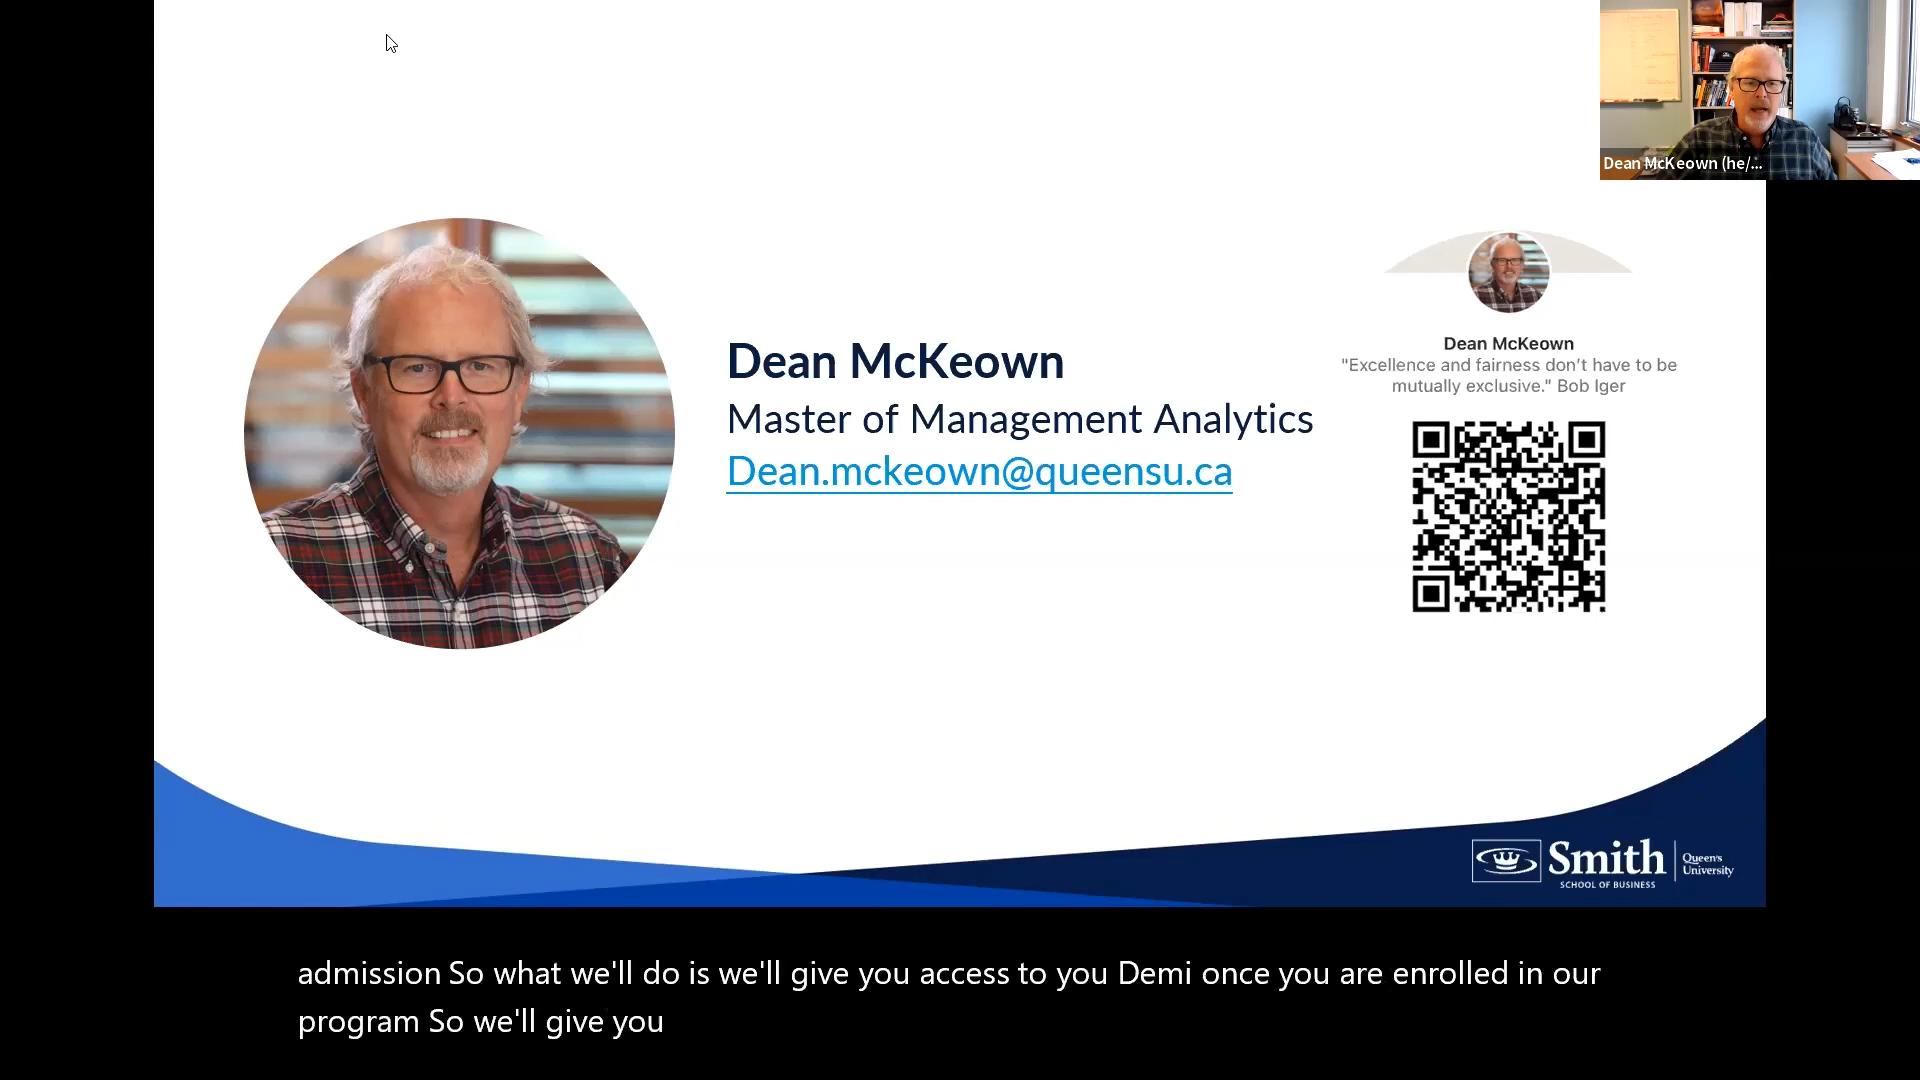 Dean McKeown (he/...
Dean McKeown
"Excellence and fairness don't have to be
mutually exclusive." Bob Iger
Dean McKeown
Master of Management Analytics
Dean.mckeown@queensu.ca
Smith
SCHOOL OF BUSINESS
Queen's
University
admission So what we'll do is we'll give you access to you Demi once you are enrolled in our
program So we'll give you